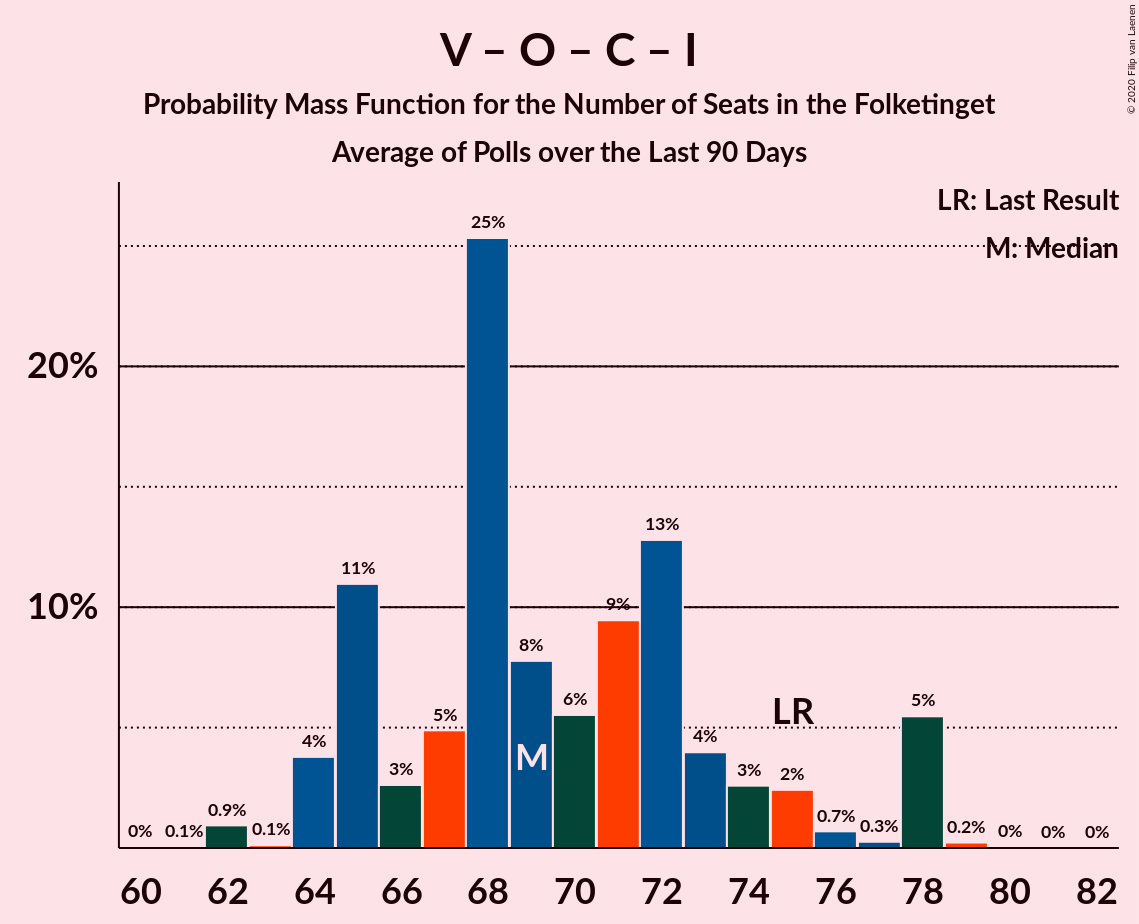 V – O – C – I
Probability Mass Function for the Number of Seats in the Folketinget
Average of Polls over the Last 90 Days
© 2020 Filip van Laenen
LR: Last Result
M: Median
20%
10%
0% 0.1% 0.9% 0.1% 4% 11% 3% 5% 25% 8% 6% 9% 13% 4% 3% 2% 0.7% 0.3% 5% 0.2% 0% 0% 0%
M
LR
60 62 64 66 68 70 72 74 76 78 80 82